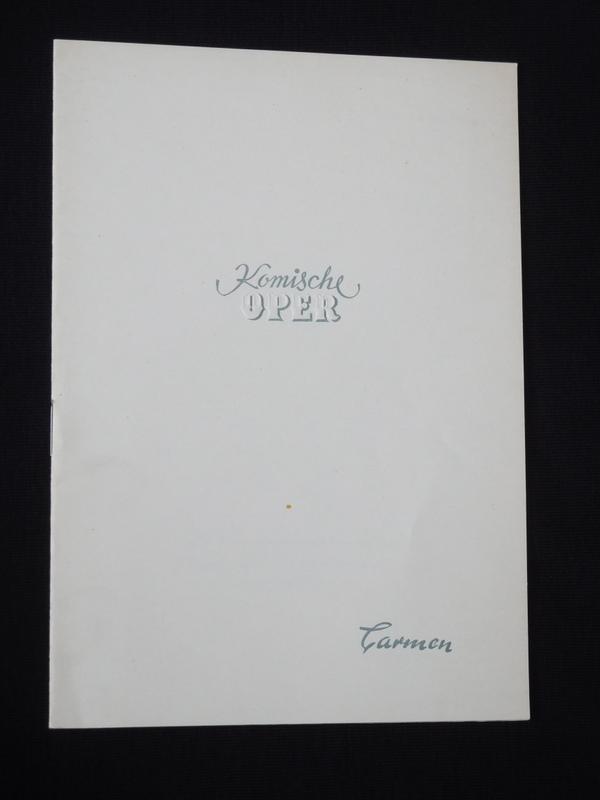 Komische
OPER
Carmen